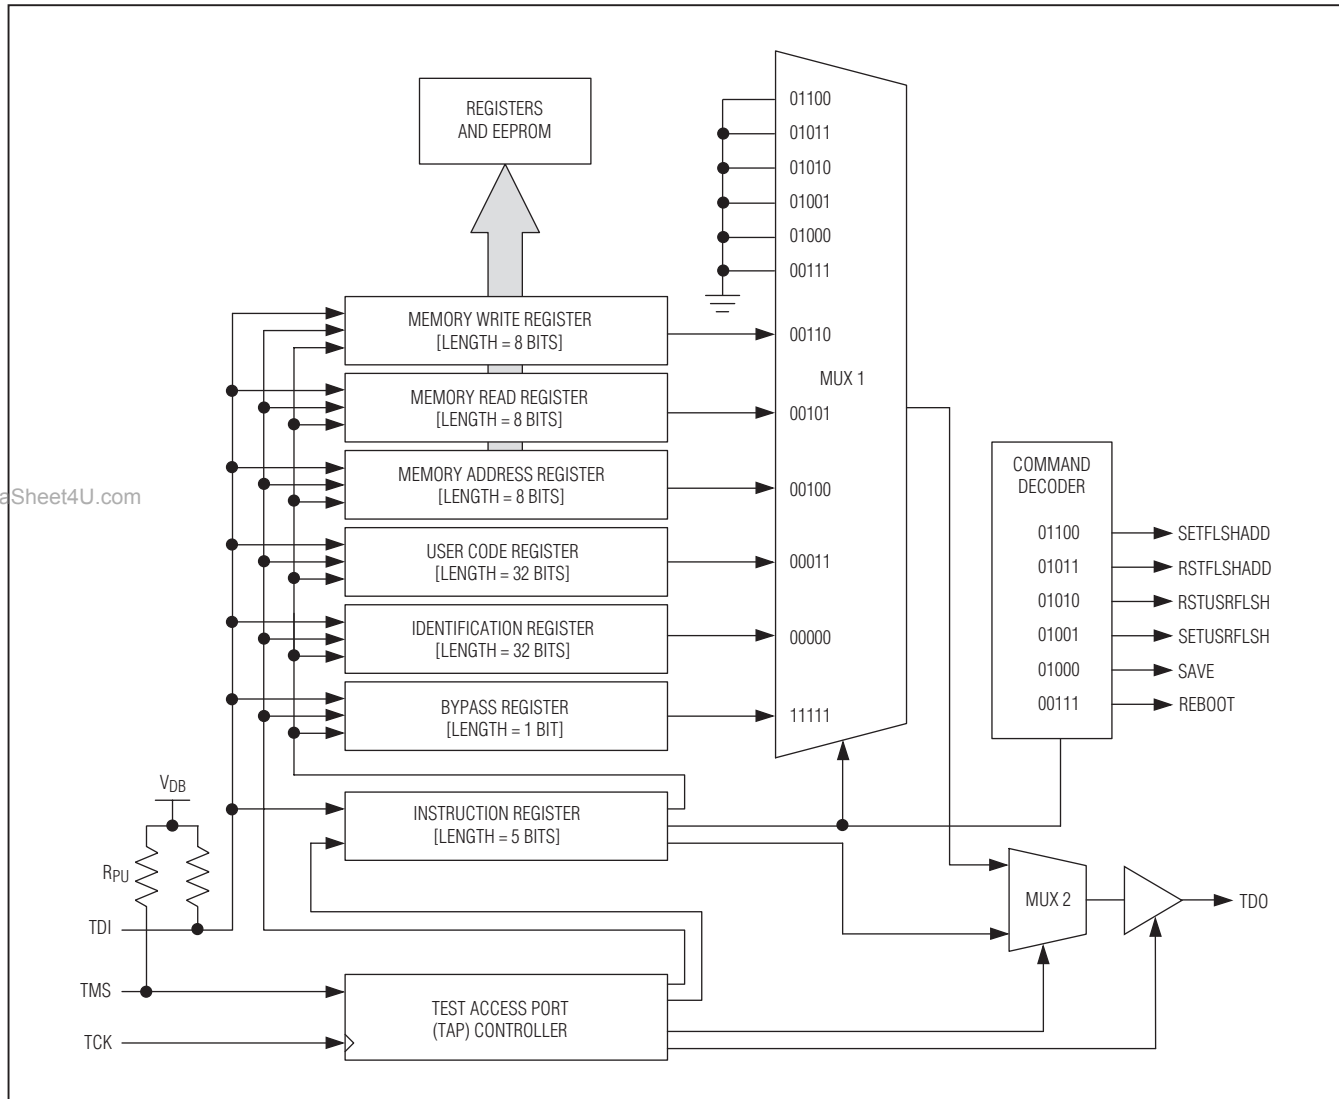 REGISTERS
AND EEPROM
01100
01011
01010
01001
01000
00111
00110
MUX 1
00101
00100
00011
00000
11111
MEMORY WRITE REGISTER
[LENGTH = 8 BITS]
MEMORY READ REGISTER
[LENGTH = 8 BITS]
MEMORY ADDRESS REGISTER
[LENGTH = 8 BITS]
USER CODE REGISTER
[LENGTH = 32 BITS]
IDENTIFICATION REGISTER
[LENGTH = 32 BITS]
BYPASS REGISTER
[LENGTH = 1 BIT]
INSTRUCTION REGISTER
[LENGTH = 5 BITS]
TEST ACCESS PORT
(TAP) CONTROLLER
aSheet4U.com
VDB
RPU
TDI
TMS
TCK
COMMAND
DECODER
01100 SETFLSHADD
01011 RSTFLSHADD
01010 RSTUSRFLSH
01001 SETUSRFLSH
01000 SAVE
00111 REBOOT
MUX 2
TDO